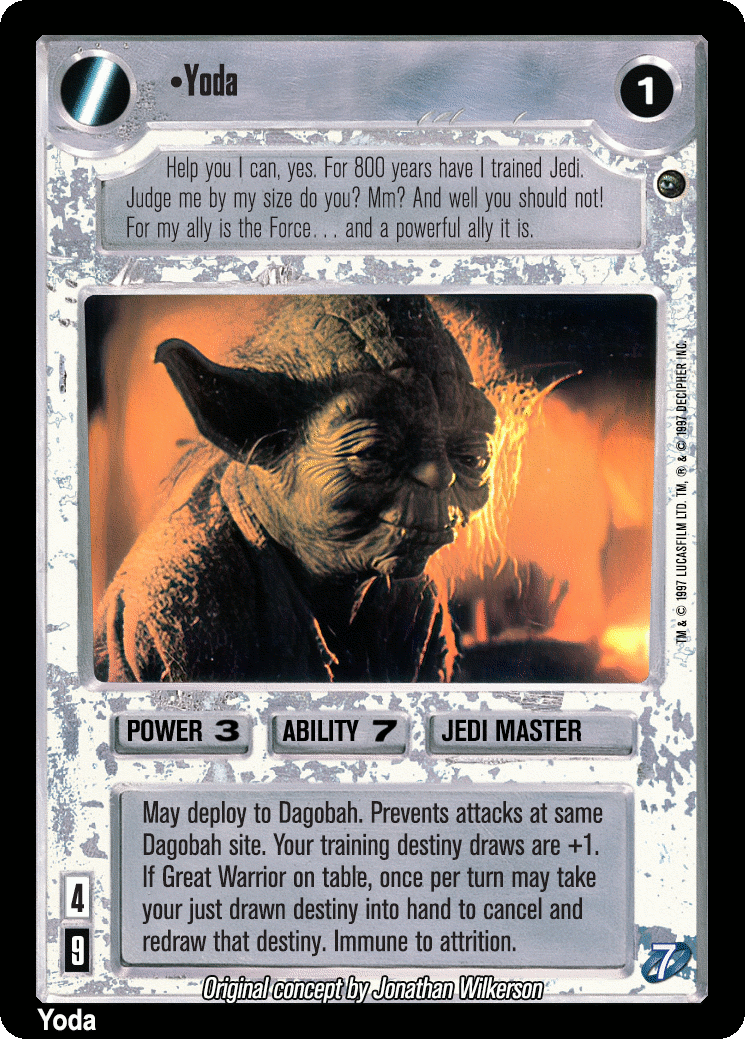 •Yoda
1
Help you I can, yes. For 800 years have I trained Jedi.
Judge me by my size do you? Mm? And well you should not!
For my ally is the Force... and a powerful ally it is.
TM & © 1997 LUCASFILM LTD. TM, ® & © 1997 DECIPHER INC.
POWER 3
ABILITY 7
JEDI MASTER
May deploy to Dagobah. Prevents attacks at same
Dagobah site. Your training destiny draws are +1.
If Great Warrior on table, once per turn may take
your just drawn destiny into hand to cancel and
redraw that destiny. Immune to attrition.
4
9
7
Original concept by Jonathan Wilkerson
Yoda